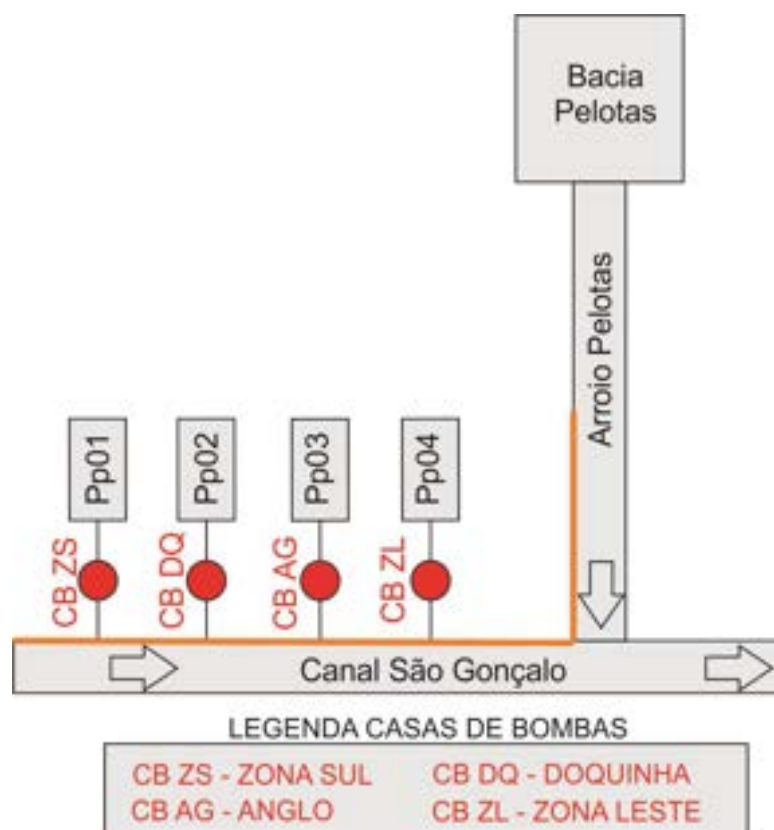 Bacia
Pelotas
Arroio Pelotas
Pp01
Pp02
Pp03
Pp04
CB ZS
CB DQ
CB AG
CB ZL
Canal São Gonçalo
LEGENDA CASAS DE BOMBAS
CB ZS - ZONA SUL
CB DQ - DOQUINHA
CB AG - ANGLO
CB ZL - ZONA LESTE